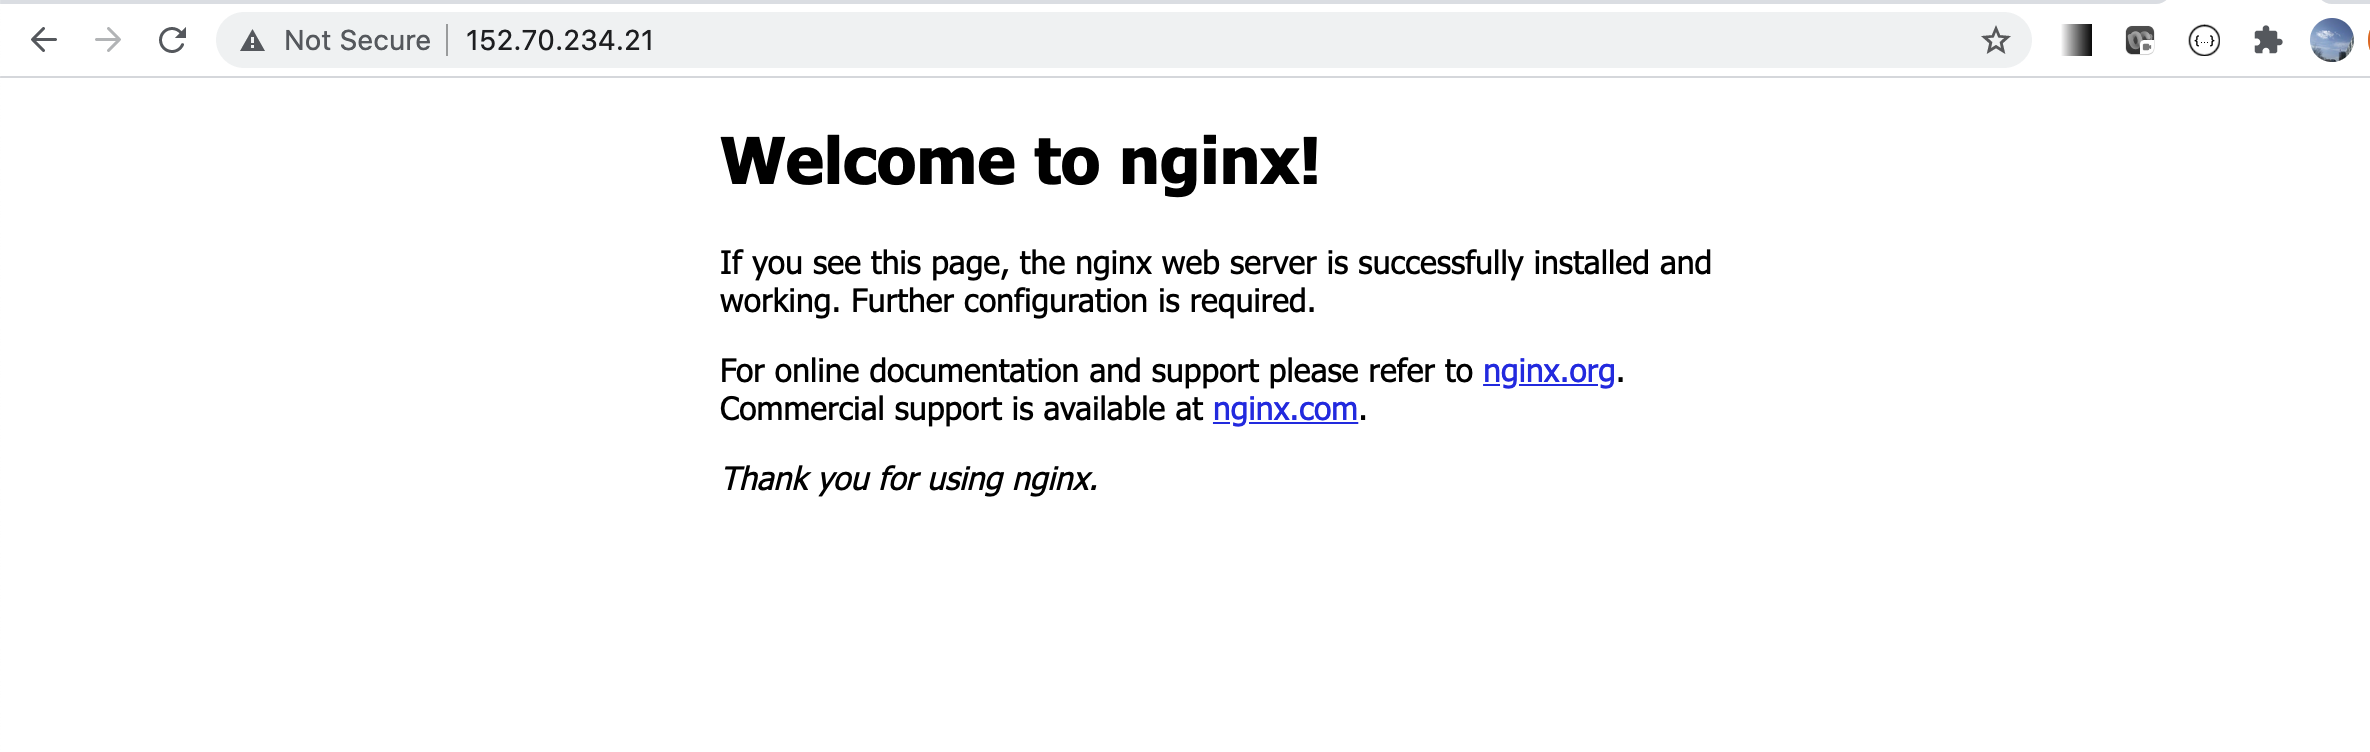 Not Secure
152.70.234.21
{...}
Welcome to nginx!
If you see this page, the nginx web server is successfully installed and
working. Further configuration is required.
For online documentation and support please refer to nginx.org.
Commercial support is available at nginx.com.
Thank you for using nginx.